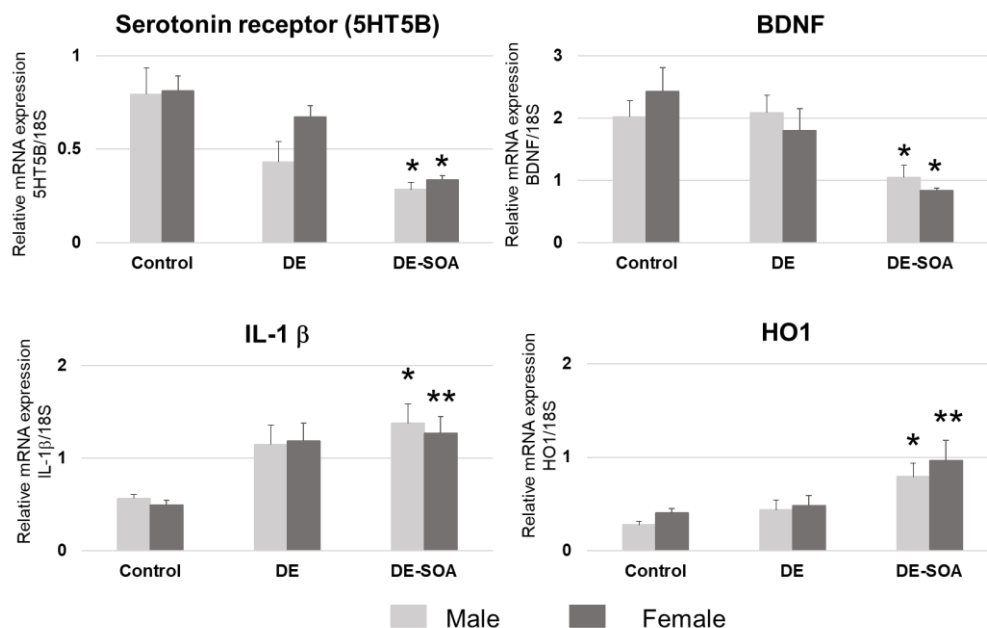 Serotonin receptor (5HT5B)
Relative mRNA expression
5HT5B/18S
1
0.5
0
* *
Control DE DE-SOA
BDNF
Relative mRNA expression
BDNF/18S
3
2
1
0
* *
Control DE DE-SOA
IL-1 β
Relative mRNA expression
IL-1β/18S
2
1
0
* **
Control DE DE-SOA
HO1
Relative mRNA expression
HO1/18S
2
1
0
* **
Control DE DE-SOA
Male Female